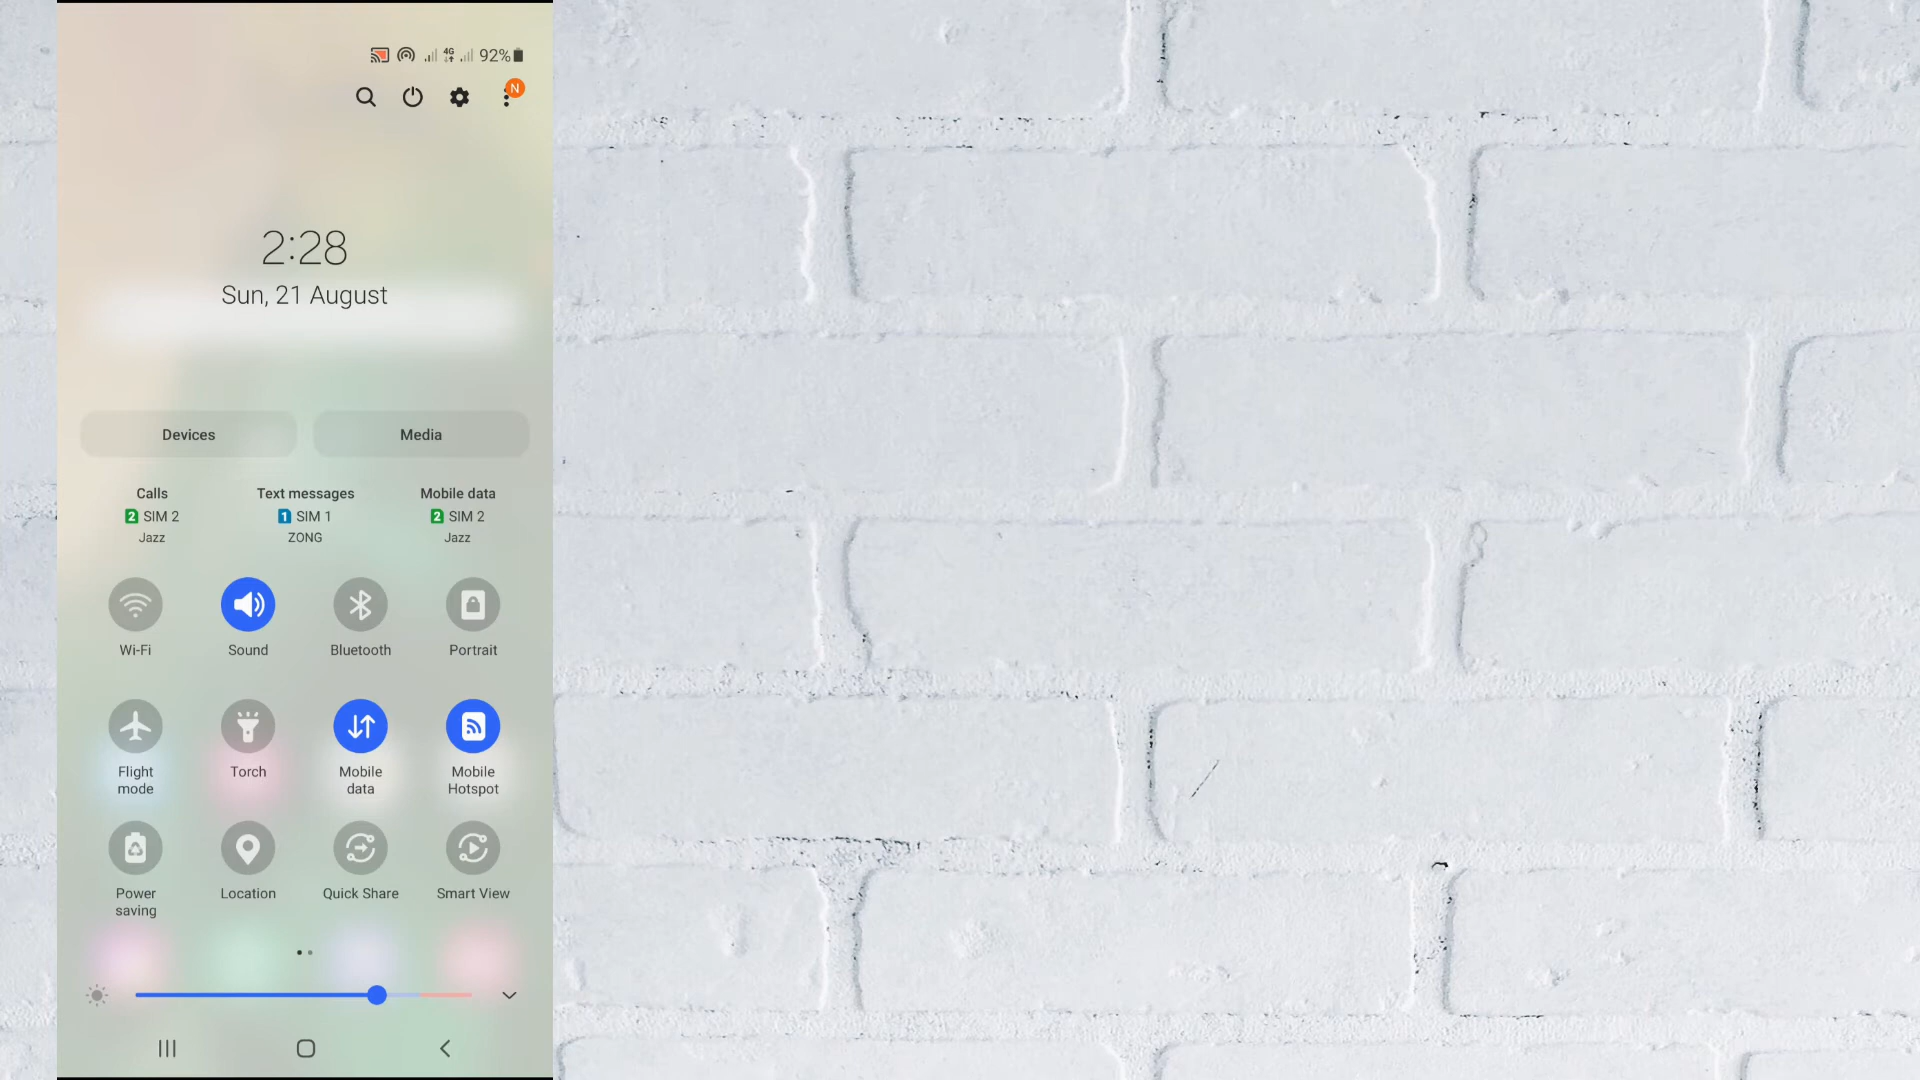 4G 92%
N
2:28
Sun, 21 August
Devices Media
Calls Text messages Mobile data
2 SIM 2 1 SIM 1 2 SIM 2
Jazz ZONG Jazz
Wi-Fi Sound Bluetooth Portrait
Flight mode Torch Mobile data Mobile Hotspot
Power saving Location Quick Share Smart View